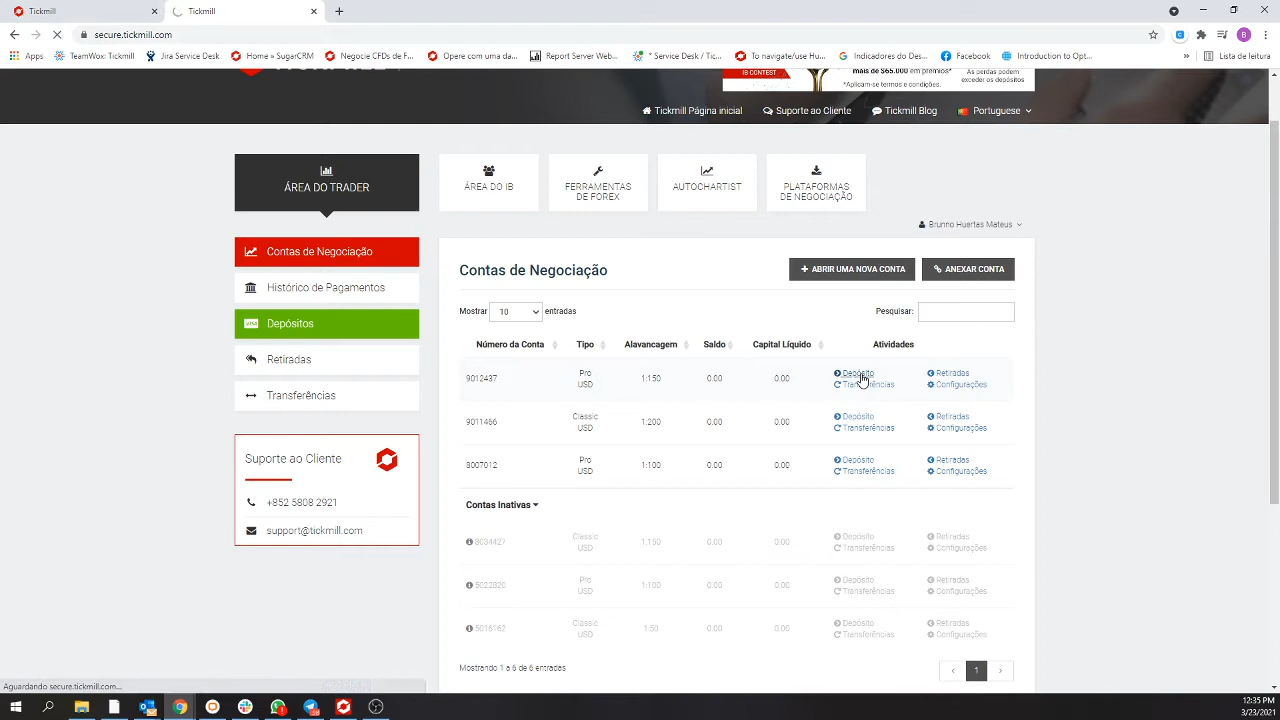 Tickmill
Tickmill
secure.tickmill.com
B
Apps
TeamWox: Tickmill
Jira Service Desk
Home » SugarCRM
Negocie CFDs de F...
Opere com uma da...
Report Server Web...
* Service Desk / Tic...
To navigate/use Hu...
Indicadores do Des...
Facebook
Introduction to Opt...
»
Lista de leitura
IB CONTEST
mais de $65.000 em prêmios*
*Aplicam-se termos e condições.
As perdas podem
exceder os depósitos
Tickmill Página inicial
Suporte ao Cliente
Tickmill Blog
Portuguese
ÁREA DO TRADER
ÁREA DO IB
FERRAMENTAS
DE FOREX
AUTOCHARTIST
PLATAFORMAS
DE NEGOCIAÇÃO
Brunno Huertas Mateus
Contas de Negociação
Histórico de Pagamentos
VISA Depósitos
Retiradas
Transferências
Suporte ao Cliente
+852 5808 2921
support@tickmill.com
Contas de Negociação
ABRIR UMA NOVA CONTA
ANEXAR CONTA
Mostrar 10 entradas
Pesquisar:
Número da Conta Tipo Alavancagem Saldo Capital Líquido Atividades
9012437 Pro USD 1:150 0.00 0.00 Depósito Retiradas
Transferências Configurações
9011466 Classic USD 1:200 0.00 0.00 Depósito Retiradas
Transferências Configurações
8007012 Pro USD 1:100 0.00 0.00 Depósito Retiradas
Transferências Configurações
Contas Inativas
8034427 Classic USD 1:150 0.00 0.00 Depósito Retiradas
Transferências Configurações
5022820 Pro USD 1:100 0.00 0.00 Depósito Retiradas
Transferências Configurações
5016162 Classic USD 1:50 0.00 0.00 Depósito Retiradas
Transferências Configurações
Mostrando 1 a 6 de 6 entradas
‹ 1 ›
Aguardando secure.tickmill.com...
12:35 PM
3/23/2021